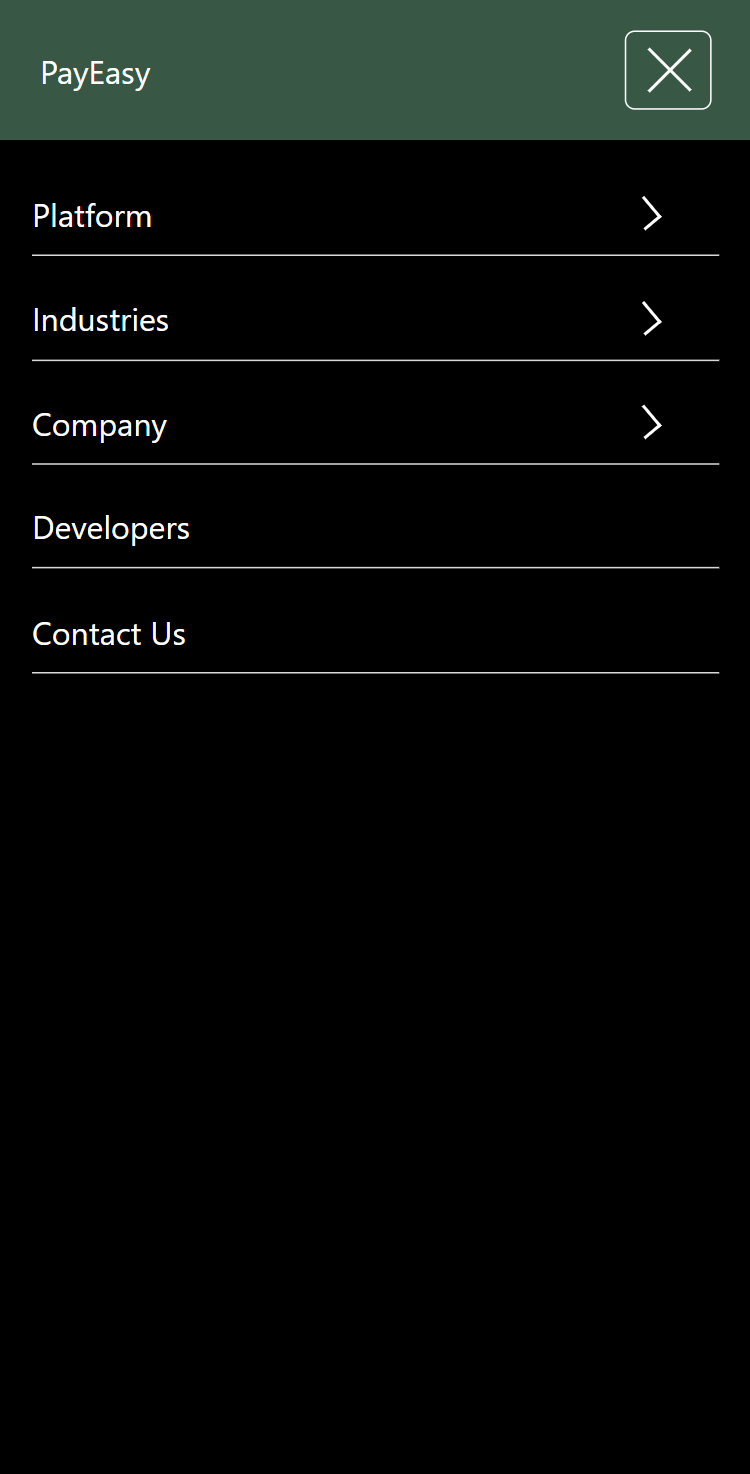 PayEasy
Platform
Industries
Company
Developers
Contact Us